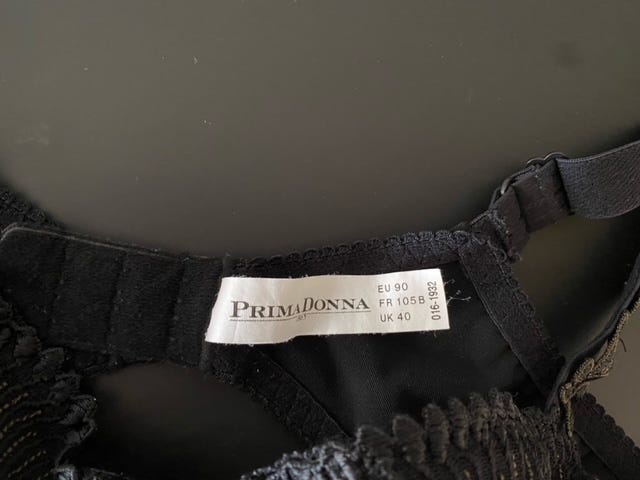 PRIMADONNA
EU 90
FR 105 B
UK 40
016-1932